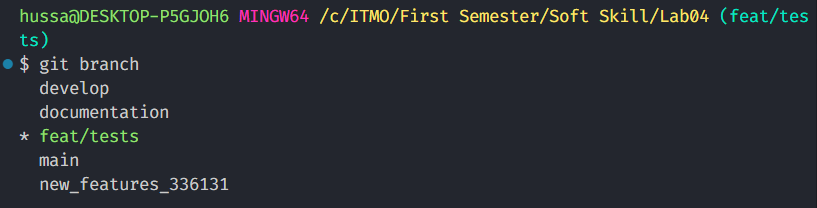 hussa@DESKTOP-P5GJOH6 MINGW64 /c/ITMO/First Semester/Soft Skill/Lab04 (feat/tes
ts)
$ git branch
  develop
  documentation
* feat/tests
  main
  new_features_336131